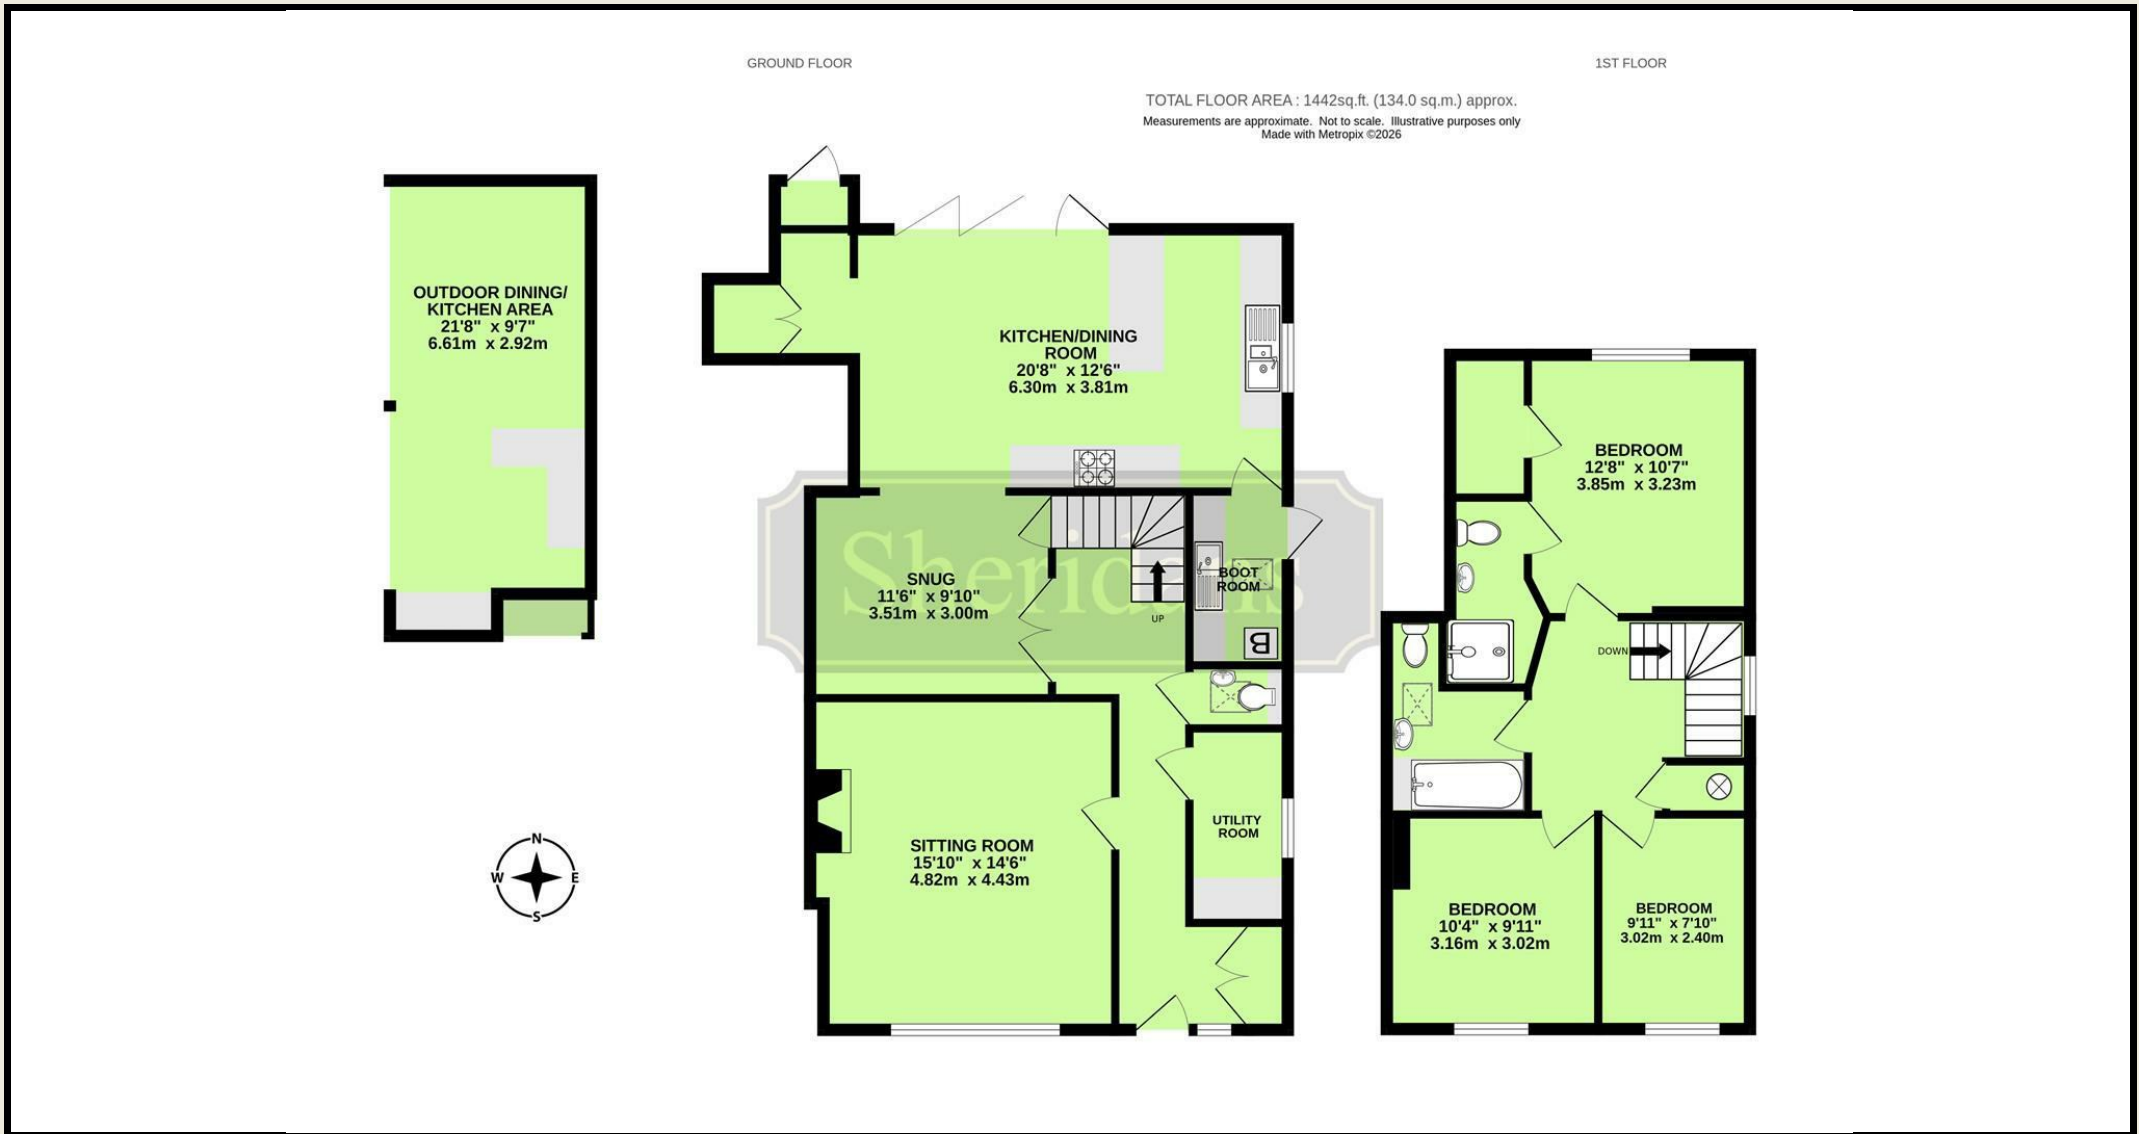 GROUND FLOOR
1ST FLOOR
TOTAL FLOOR AREA : 1442sq.ft. (134.0 sq.m.) approx.
Measurements are approximate. Not to scale. Illustrative purposes only
Made with Metropix ©2026
OUTDOOR DINING/
KITCHEN AREA
21'8" x 9'7"
6.61m x 2.92m
KITCHEN/DINING
ROOM
20'8" x 12'6"
6.30m x 3.81m
BEDROOM
12'8" x 10'7"
3.85m x 3.23m
Sheridans
SNUG
11'6" x 9'10"
3.51m x 3.00m
UP
BOOT
ROOM
B
DOWN
SITTING ROOM
15'10" x 14'6"
4.82m x 4.43m
UTILITY
ROOM
N
W E
S
BEDROOM
10'4" x 9'11"
3.16m x 3.02m
BEDROOM
9'11" x 7'10"
3.02m x 2.40m